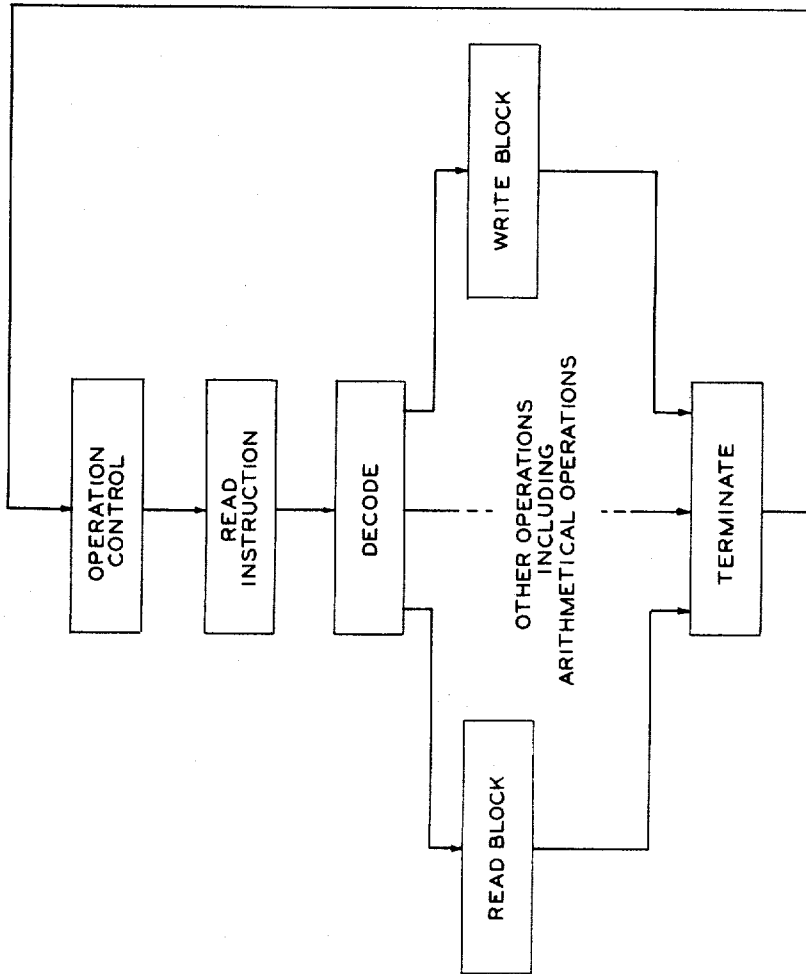 OPERATION
CONTROL
READ
INSTRUCTION
DECODE
READ BLOCK
OTHER OPERATIONS
INCLUDING
ARITHMETICAL OPERATIONS
WRITE BLOCK
TERMINATE